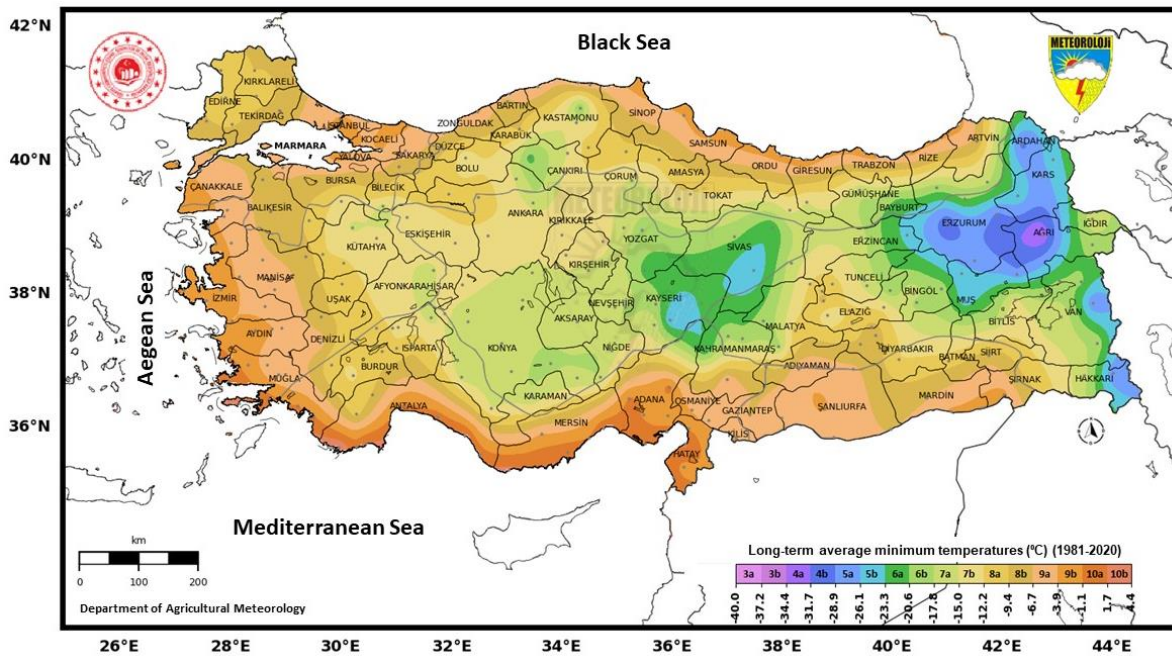 42°N
40°N
38°N
36°N
34°N
26°E 28°E 30°E 32°E 34°E 36°E 38°E 40°E 42°E 44°E
Black Sea
METEOROLOJİ
KIRKLARELİ
EDİRNE
TEKİRDAĞ
İSTANBUL
MARMARA
KOCAELİ
YALOVA
SAKARYA
DÜZCE
ZONGULDAK
BARTIN
KARABÜK
KASTAMONU
SİNOP
SAMSUN
ORDU
GİRESUN
TRABZON
RİZE
ARTVİN
ARDAHAN
KARS
ÇANAKKALE
BALIKESİR
BURSA
BİLECİK
BOLU
ÇANKIRI
ÇORUM
AMASYA
TOKAT
GÜMÜŞHANE
BAYBURT
ERZURUM
AĞRI
IĞDIR
METEOROLOJİ
ESKİŞEHİR
KÜTAHYA
ANKARA
KIRIKKALE
YOZGAT
SİVAS
ERZİNCAN
TUNCELİ
BİNGÖL
MUŞ
BİTLİS
VAN
MANİSA
İZMİR
UŞAK
AFYONKARAHİSAR
KIRŞEHİR
NEVŞEHİR
KAYSERİ
AKSARAY
MALATYA
ELAZIĞ
AYDIN
DENİZLİ
ISPARTA
BURDUR
KONYA
NİĞDE
KAHRAMANMARAŞ
ADIYAMAN
DİYARBAKIR
BATMAN
SİİRT
ŞIRNAK
HAKKARİ
MUĞLA
ANTALYA
KARAMAN
MERSİN
ADANA
OSMANİYE
GAZİANTEP
KİLİS
ŞANLIURFA
MARDİN
HATAY
Aegean Sea
Mediterranean Sea
km
0 100 200
Department of Agricultural Meteorology
Long-term average minimum temperatures (ºC) (1981-2020)
3a 3b 4a 4b 5a 5b 6a 6b 7a 7b 8a 8b 9a 9b 10a 10b
-40.0 -37.2 -34.4 -31.7 -28.9 -26.1 -23.3 -20.6 -17.8 -15.0 -12.2 -9.4 -6.7 -3.9 -1.1 1.7 4.4